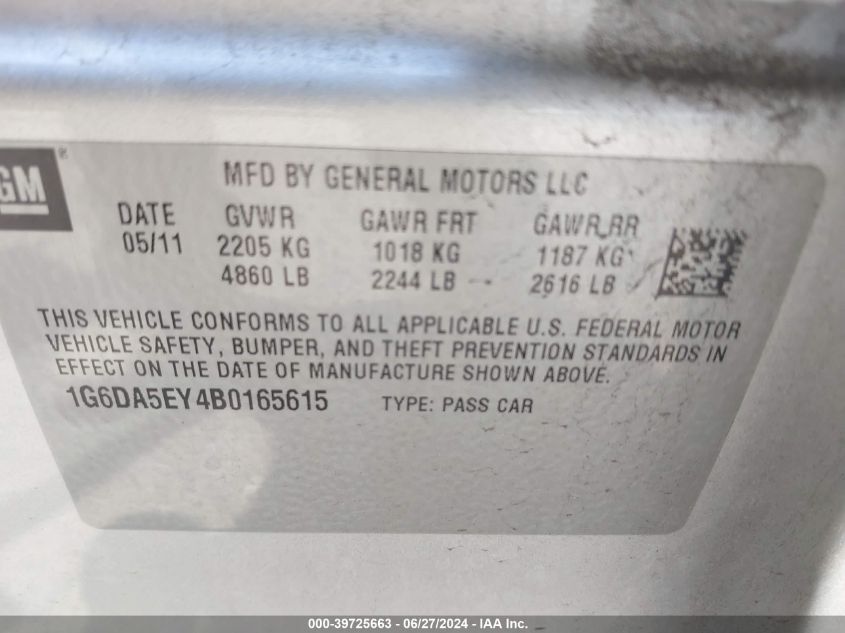 GM®
MFD BY GENERAL MOTORS LLC
DATE GVWR GAWR FRT GAWR RR
05/11 2205 KG 1018 KG 1187 KG
4860 LB 2244 LB 2616 LB
THIS VEHICLE CONFORMS TO ALL APPLICABLE U.S. FEDERAL MOTOR
VEHICLE SAFETY, BUMPER, AND THEFT PREVENTION STANDARDS IN
EFFECT ON THE DATE OF MANUFACTURE SHOWN ABOVE.
1G6DA5EY4B0165615 TYPE: PASS CAR
000-39725663 - 06/27/2024 - IAA Inc.